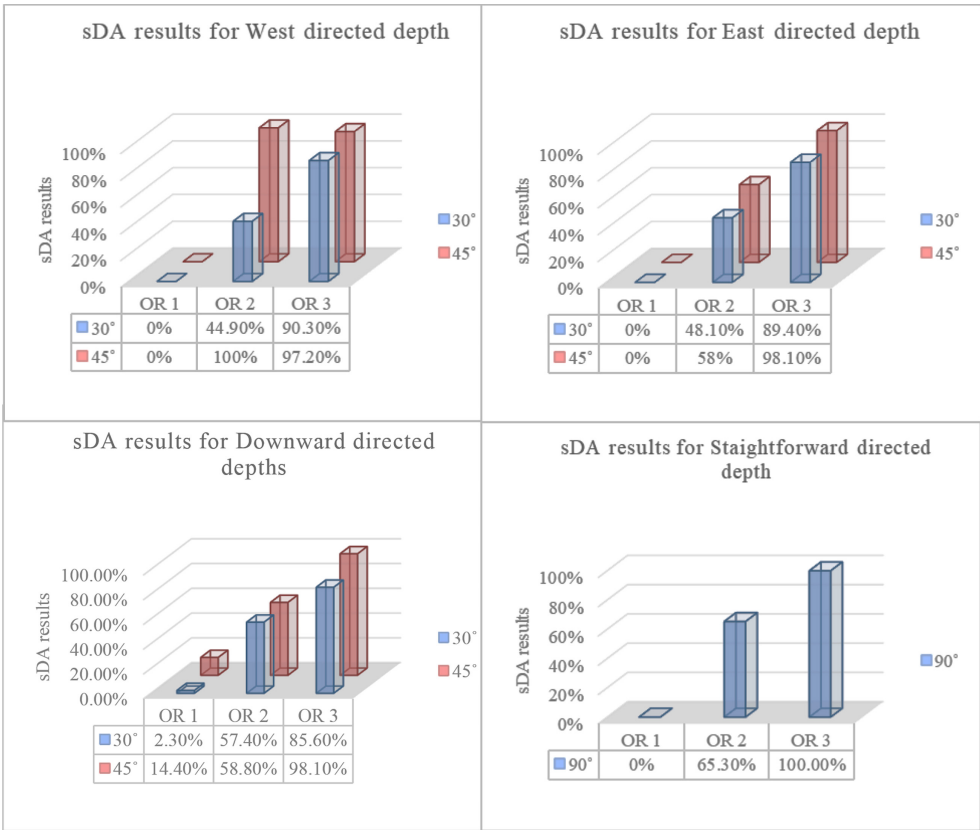 sDA results for West directed depth
100%
80%
60%
40%
20%
0%
sDA results
OR 1 OR 2 OR 3
30° 0% 44.90% 90.30%
45° 0% 100% 97.20%
30°
45°
sDA results for East directed depth
100%
80%
60%
40%
20%
0%
sDA results
OR 1 OR 2 OR 3
30° 0% 48.10% 89.40%
45° 0% 58% 98.10%
30°
45°
sDA results for Downward directed
depths
100.00%
80.00%
60.00%
40.00%
20.00%
0.00%
sDA results
OR 1 OR 2 OR 3
30° 2.30% 57.40% 85.60%
45° 14.40% 58.80% 98.10%
30°
45°
sDA results for Staightforward directed
depth
100%
80%
60%
40%
20%
0%
sDA results
OR 1 OR 2 OR 3
90° 0% 65.30% 100.00%
90°